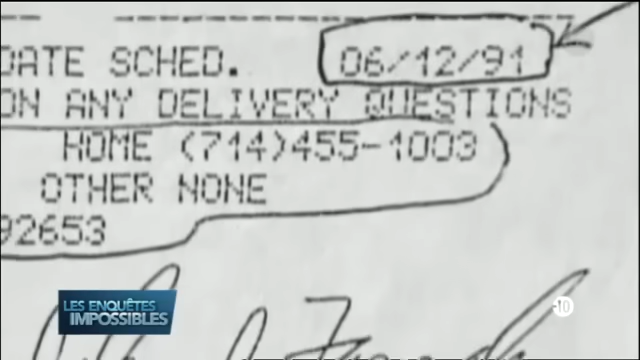 DATE SCHED. 06/12/91
ON ANY DELIVERY QUESTIONS
HOME (714)455-1003
OTHER NONE
92653
LES ENQUÊTES
IMPOSSIBLES
-10